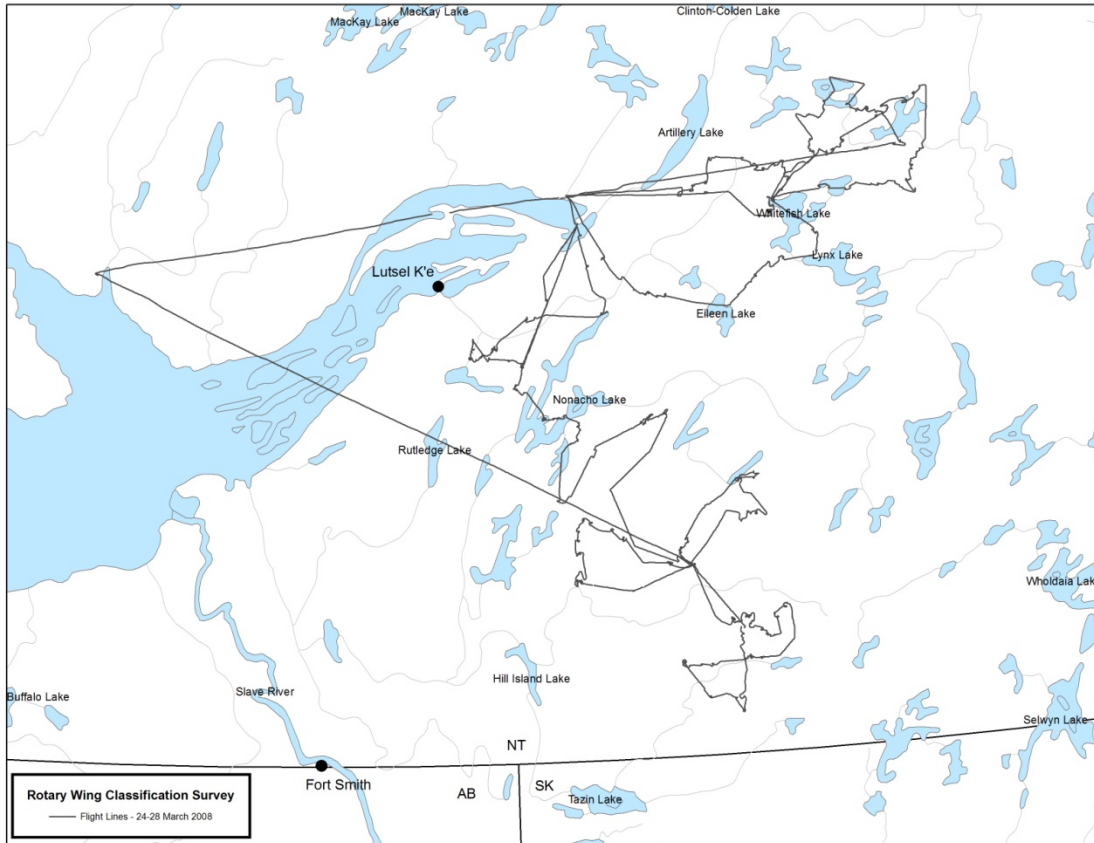 MacKay Lake
MacKay Lake
Clinton-Colden Lake
Artillery Lake
Whitefish Lake
Lynx Lake
Lutsel K'e
Eileen Lake
Nonacho Lake
Rutledge Lake
Wholdaia Lak
Hill Island Lake
Slave River
Buffalo Lake
Selwyn Lake
NT
Fort Smith
AB
SK
Tazin Lake
Rotary Wing Classification Survey
Flight Lines - 24-28 March 2008